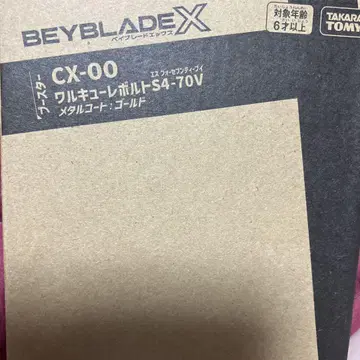 BEYBLADE X
ベイブレードエックス
対象年齢
6才以上
TAKARA
TOMY
ブースター
CX-00
エス フォーセブンティ・ブイ
ワルキューレボルトS4-70V
メタルコート:ゴールド